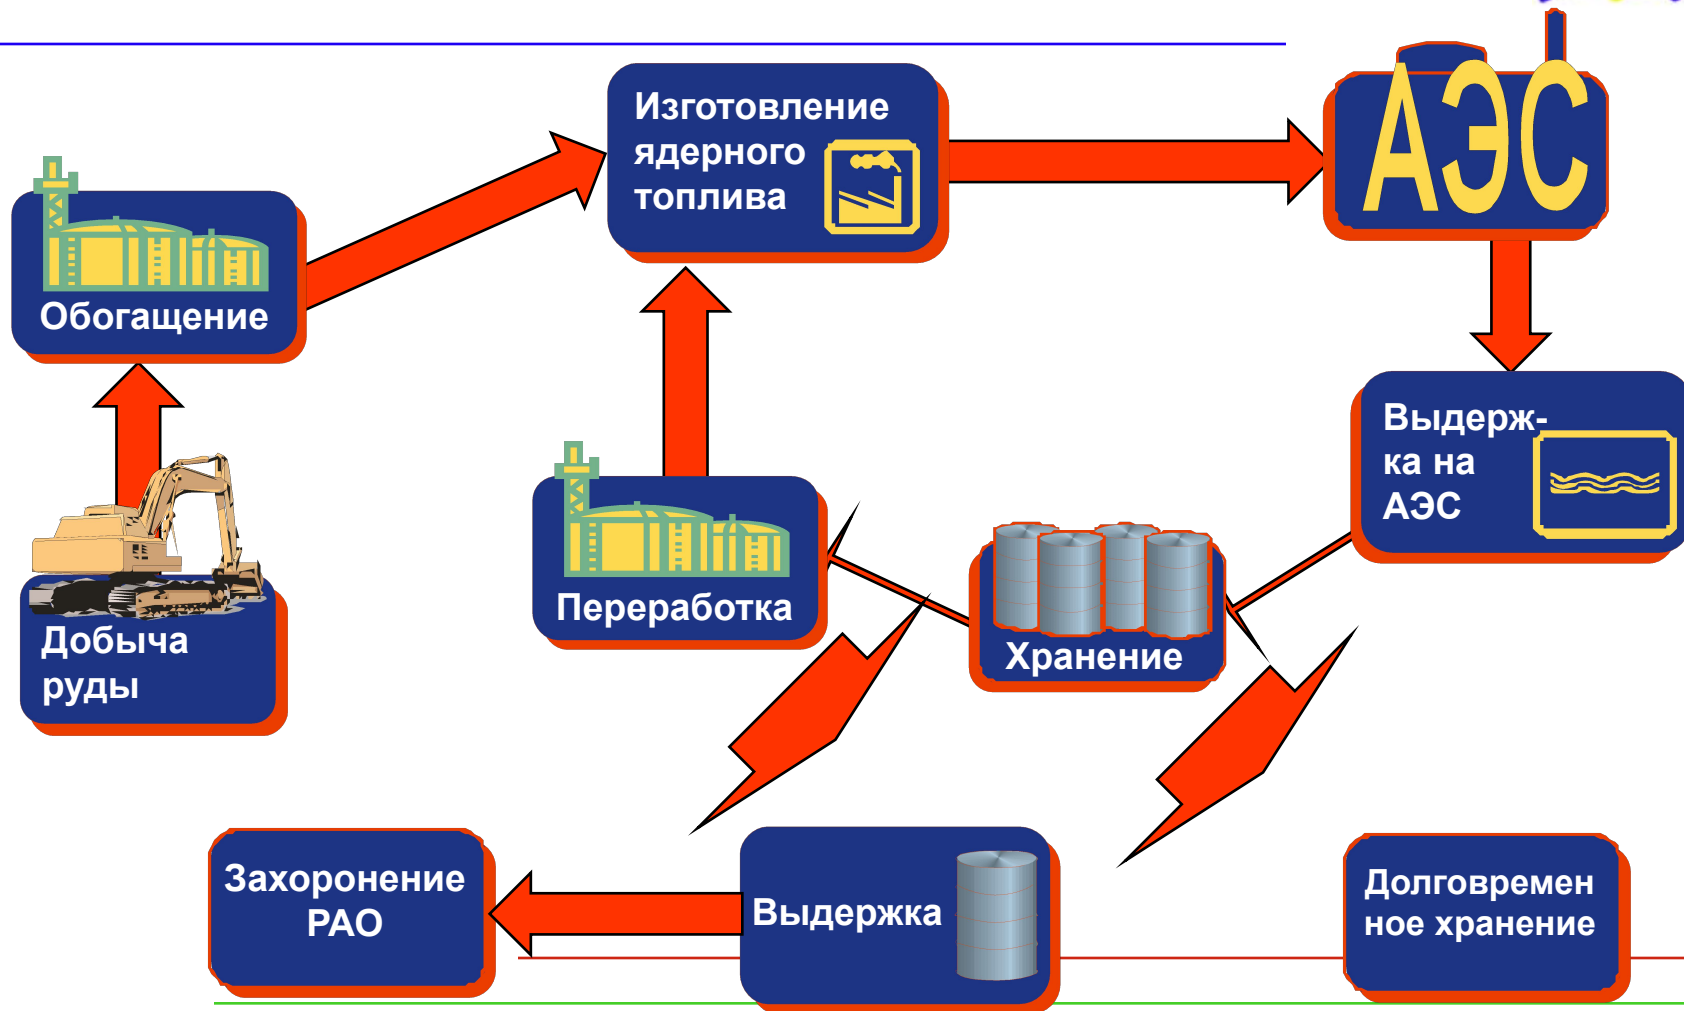 Изготовление
ядерного
топлива
АЭС
Обогащение
Выдерж-
ка на
АЭС
Переработка
Хранение
Добыча
руды
Захоронение
РАО
Выдержка
Долговремен
ное хранение